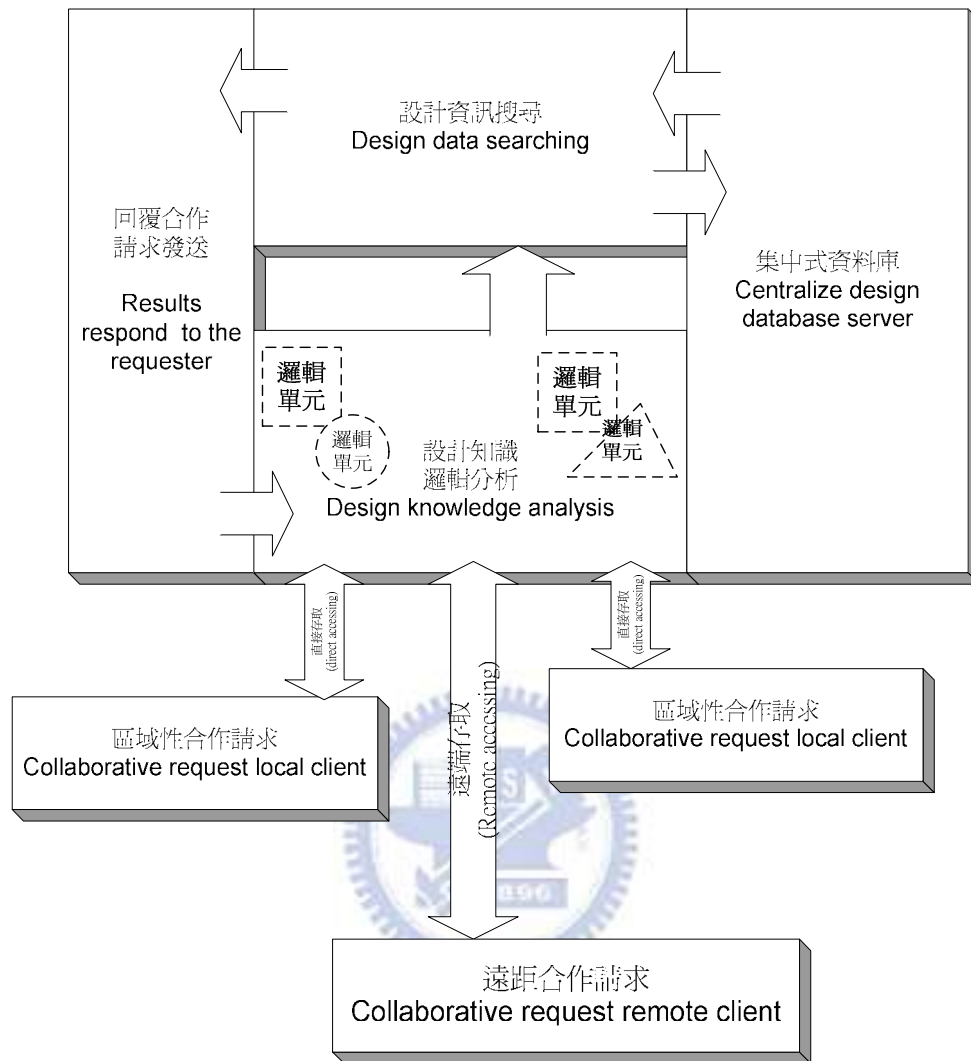 設計資訊搜尋
Design data searching
回覆合作
請求發送
Results
respond to the
requester
集中式資料庫
Centralize design
database server
邏輯
單元
邏輯
單元
邏輯
單元
邏輯
單元
設計知識
邏輯分析
Design knowledge analysis
直接存取
(direct accessing)
直接存取
(direct accessing)
遠端存取
(Remote accessing)
區域性合作請求
Collaborative request local client
區域性合作請求
Collaborative request local client
遠距合作請求
Collaborative request remote client